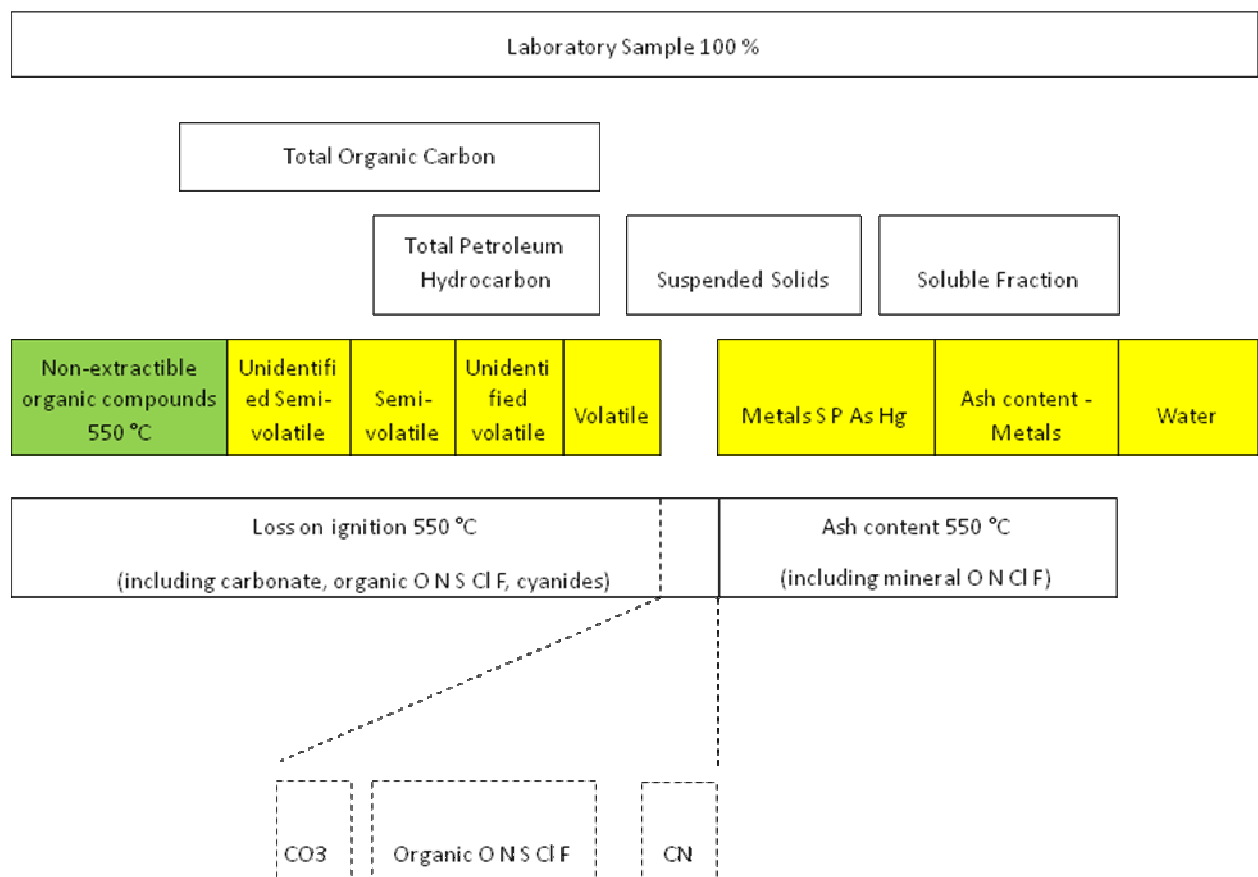 Laboratory Sample 100 %
Total Organic Carbon
Total Petroleum
Hydrocarbon
Suspended Solids
Soluble Fraction
Non-extractible
organic compounds
550 °C
Unidentifi
ed Semi-
volatile
Semi-
volatile
Unidenti
fied
volatile
Volatile
Metals S P As Hg
Ash content -
Metals
Water
Loss on ignition 550 °C
(including carbonate, organic O N S Cl F, cyanides)
Ash content 550 °C
(including mineral O N Cl F)
CO3
Organic O N S Cl F
CN